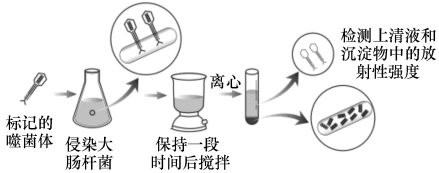 标记的
噬菌体
侵染大
肠杆菌
保持一段
时间后搅拌
离心
检测上清液和
沉淀物中的放
射性强度